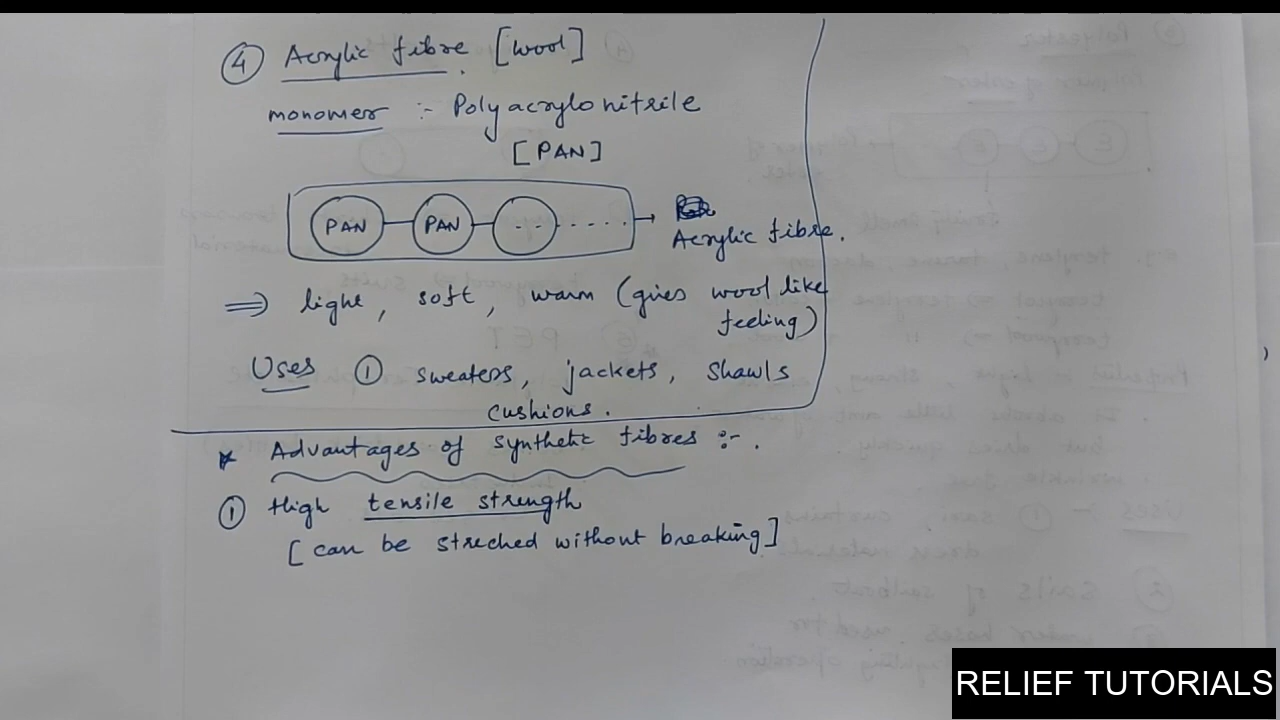 ④ Acrylic fibre [wool]
monomer :- Polyacrylonitrile
[PAN]
PAN PAN .. .....→
Acrylic fibre.
⇒ light, soft, warm (gives wool like
feeling)
Uses ① sweaters, jackets, shawls
cushions.
* Advantages of synthetic fibres :-.
① High tensile strength
[can be streched without breaking]
RELIEF TUTORIALS